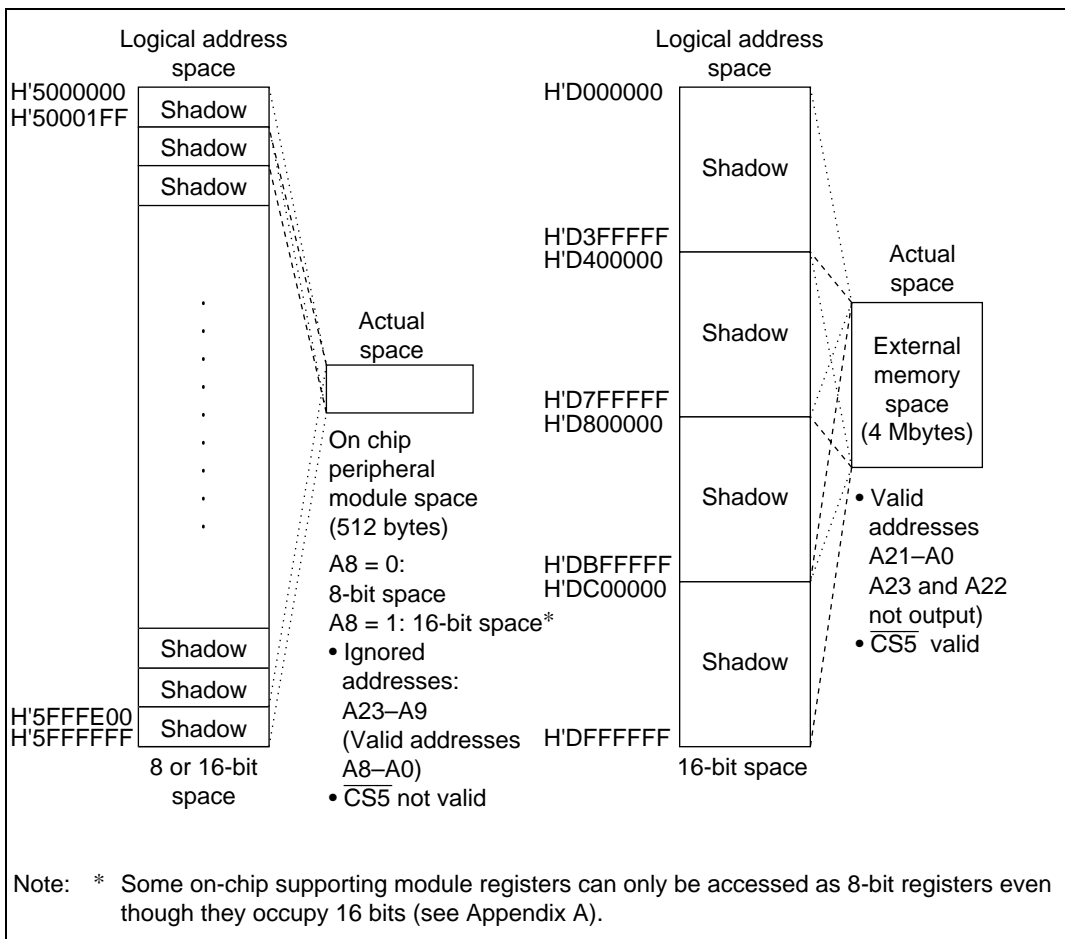 Logical address
space
H'5000000
H'50001FF
Shadow
Shadow
Shadow
Shadow
Shadow
H'5FFFE00
H'5FFFFFF
Shadow
8 or 16-bit
space
Actual
space
On chip
peripheral
module space
(512 bytes)
A8 = 0:
8-bit space
A8 = 1: 16-bit space*
• Ignored
addresses:
A23–A9
(Valid addresses
A8–A0)
• CS5 not valid
Logical address
space
H'D000000
Shadow
H'D3FFFFF
H'D400000
Shadow
H'D7FFFFF
H'D800000
Shadow
H'DBFFFFF
H'DC00000
Shadow
H'DFFFFFF
16-bit space
Actual
space
External
memory
space
(4 Mbytes)
• Valid
addresses
A21–A0
A23 and A22
not output)
• CS5 valid
Note: * Some on-chip supporting module registers can only be accessed as 8-bit registers even
though they occupy 16 bits (see Appendix A).